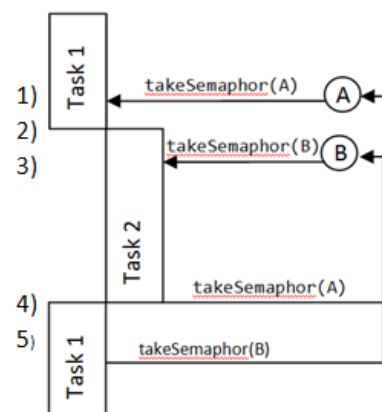 Task 1
1)
takeSemaphor(A)
A
2)
takeSemaphor(B)
B
3)
Task 2
takeSemaphor(A)
4)
5)
takeSemaphor(B)
Task 1